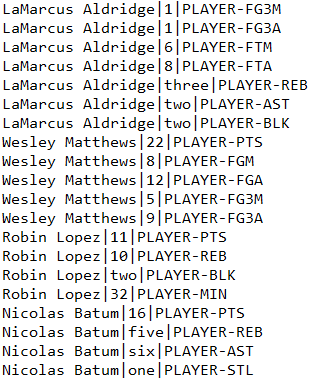 LaMarcus Aldridge|1|PLAYER-FG3M
LaMarcus Aldridge|1|PLAYER-FG3A
LaMarcus Aldridge|6|PLAYER-FTM
LaMarcus Aldridge|8|PLAYER-FTA
LaMarcus Aldridge|three|PLAYER-REB
LaMarcus Aldridge|two|PLAYER-AST
LaMarcus Aldridge|two|PLAYER-BLK
Wesley Matthews|22|PLAYER-PTS
Wesley Matthews|8|PLAYER-FGM
Wesley Matthews|12|PLAYER-FGA
Wesley Matthews|5|PLAYER-FG3M
Wesley Matthews|9|PLAYER-FG3A
Robin Lopez|11|PLAYER-PTS
Robin Lopez|10|PLAYER-REB
Robin Lopez|two|PLAYER-BLK
Robin Lopez|32|PLAYER-MIN
Nicolas Batum|16|PLAYER-PTS
Nicolas Batum|five|PLAYER-REB
Nicolas Batum|six|PLAYER-AST
Nicolas Batum|one|PLAYER-STL